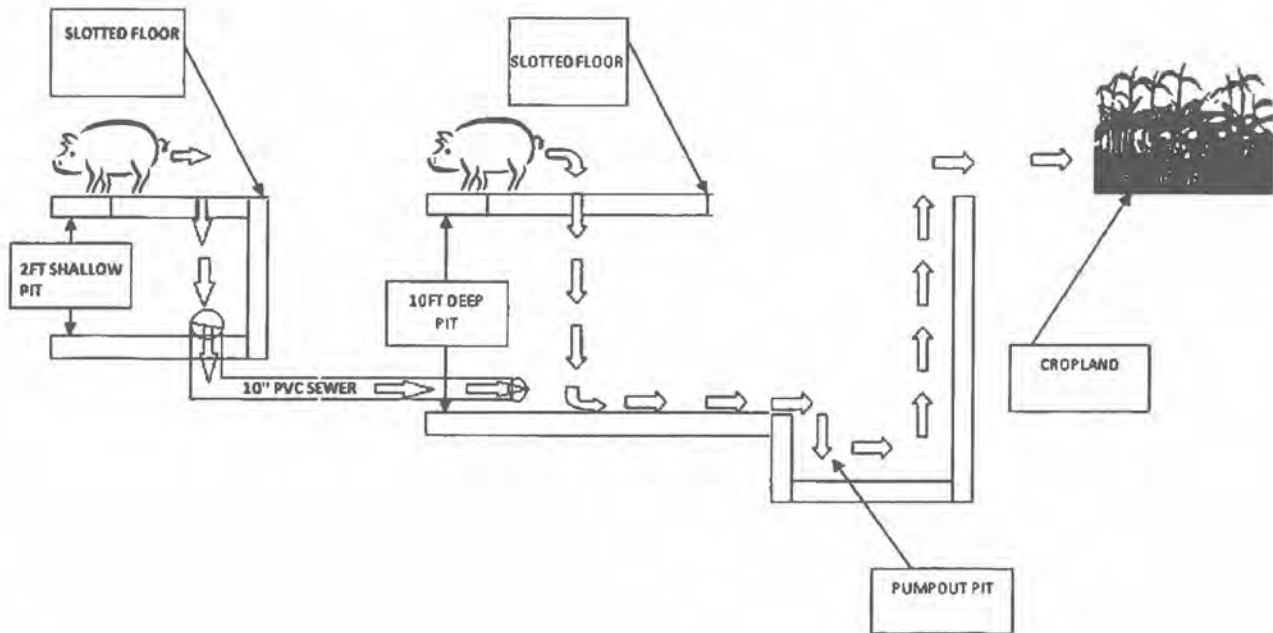 SLOTTED FLOOR
SLOTTED FLOOR
2FT SHALLOW
PIT
10FT DEEP
PIT
10" PVC SEWER
CROPLAND
PUMPOUT PIT